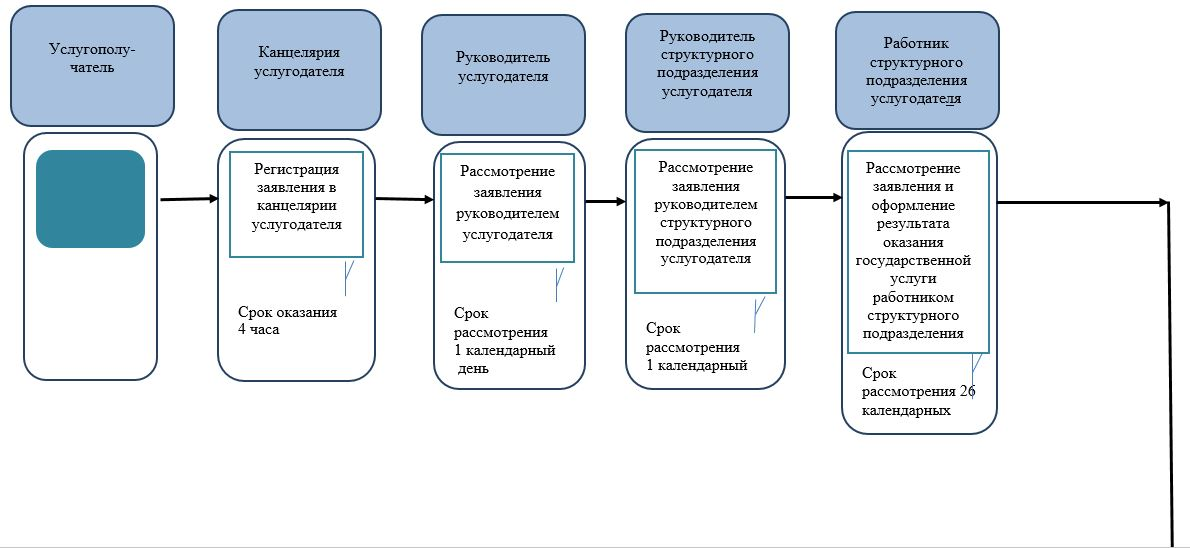 Услугополу-
чатель
Канцелярия
услугодателя
Руководитель
услугодателя
Руководитель
структурного
подразделения
услугодателя
Работник
структурного
подразделения
услугодателя
Регистрация
заявления в
канцелярии
услугодателя
Срок оказания
4 часа
Рассмотрение
заявления
руководителем
услугодателя
Срок
рассмотрения
1 календарный
день
Рассмотрение
заявления
руководителем
структурного
подразделения
услугодателя
Срок
рассмотрения
1 календарный
Рассмотрение
заявления и
оформление
результата
оказания
государственной
услуги
работником
структурного
подразделения
Срок
рассмотрения 26
календарных